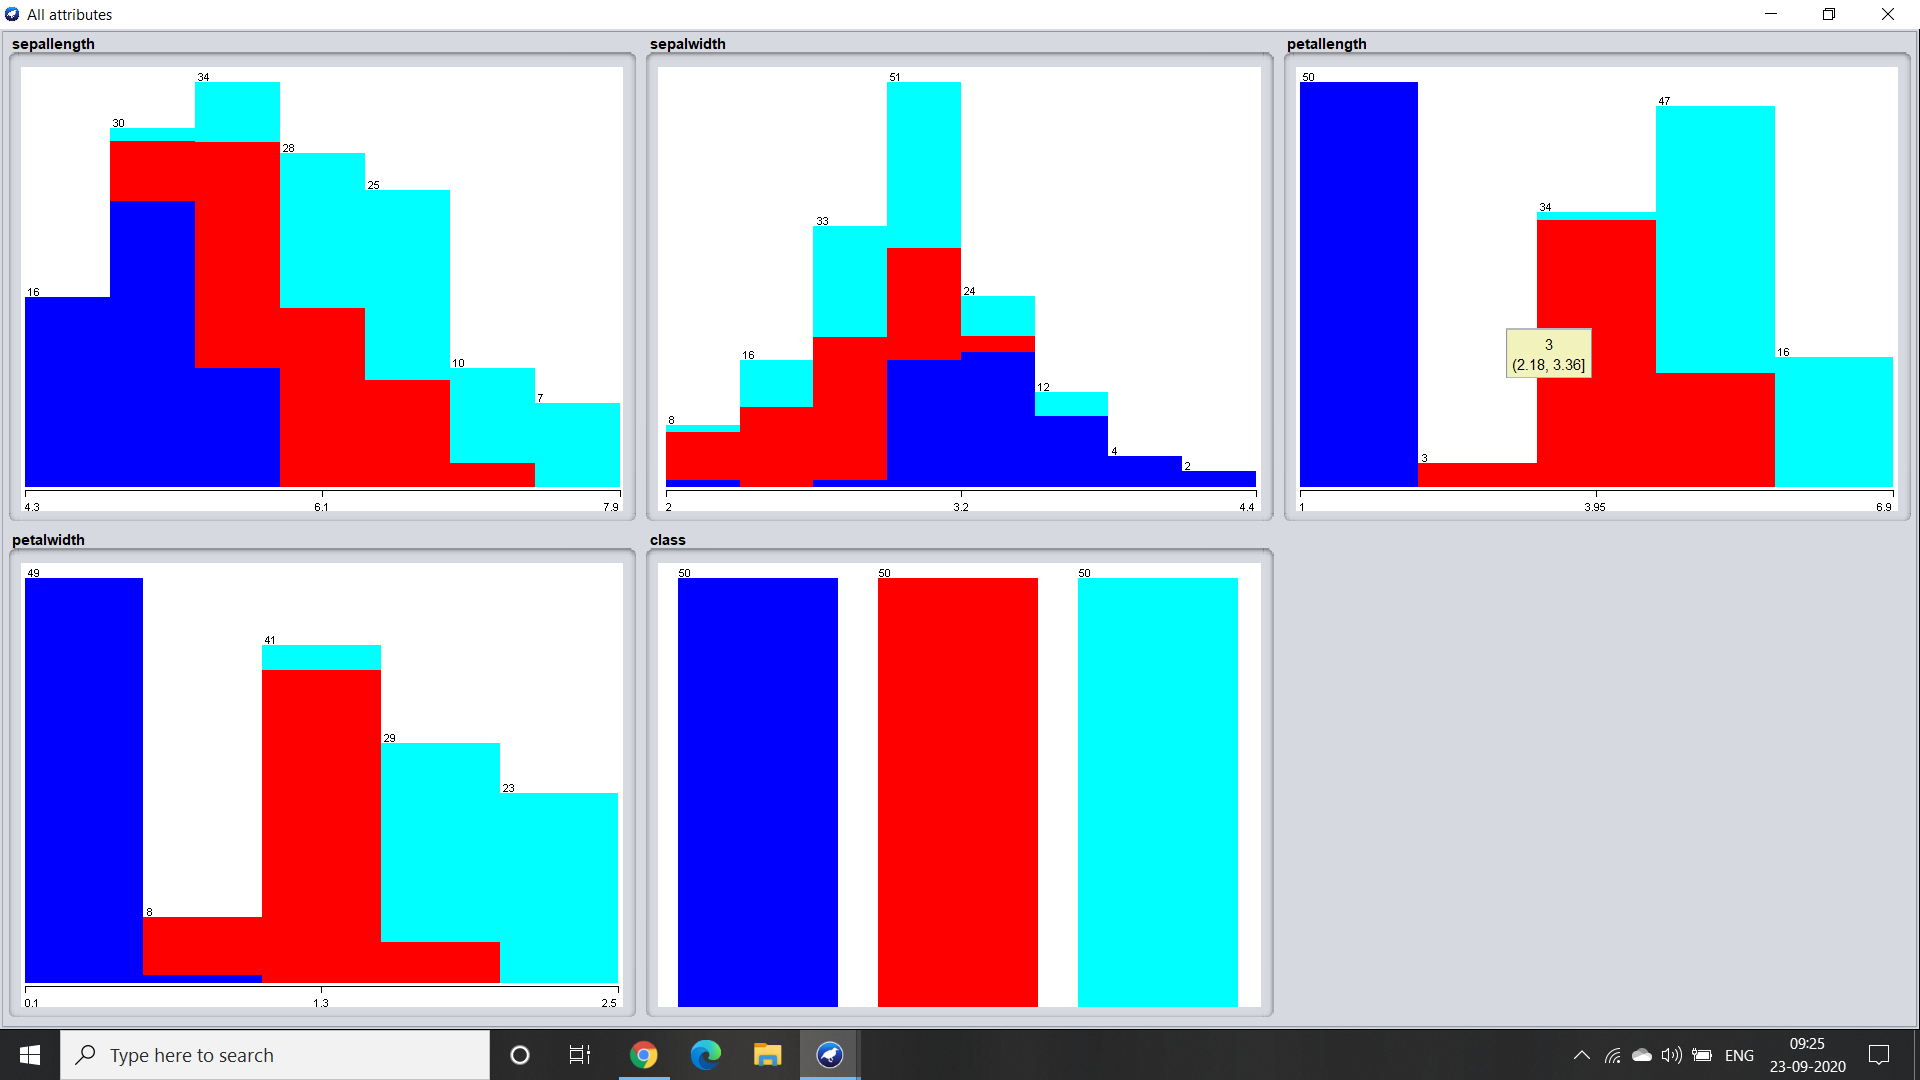 All attributes
sepallength
34
30
28
25
16
10
7
4.3 6.1 7.9
sepalwidth
51
33
24
16
12
8
4
2
2 3.2 4.4
petallength
50
47
34
3
(2.18, 3.36]
16
3
1 3.95 6.9
petalwidth
49
41
29
23
8
0.1 1.3 2.5
class
50 50 50
Type here to search
ENG
09:25
23-09-2020